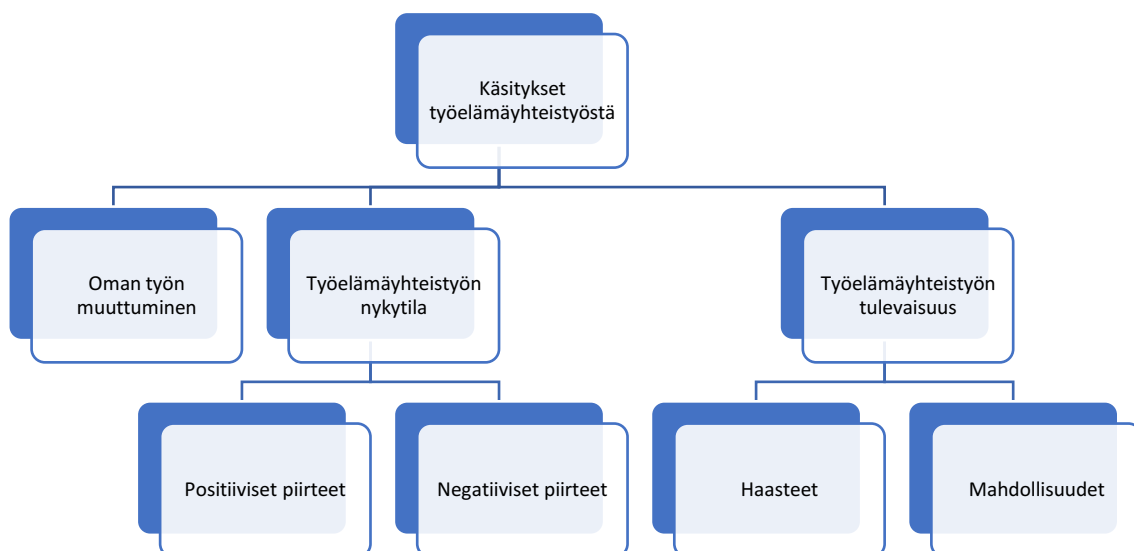 Käsitykset
työelämäyhteistyöstä
Oman työn
muuttuminen
Työelämäyhteistyön
nykytila
Työelämäyhteistyön
tulevaisuus
Positiiviset piirteet
Negatiiviset piirteet
Haasteet
Mahdollisuudet